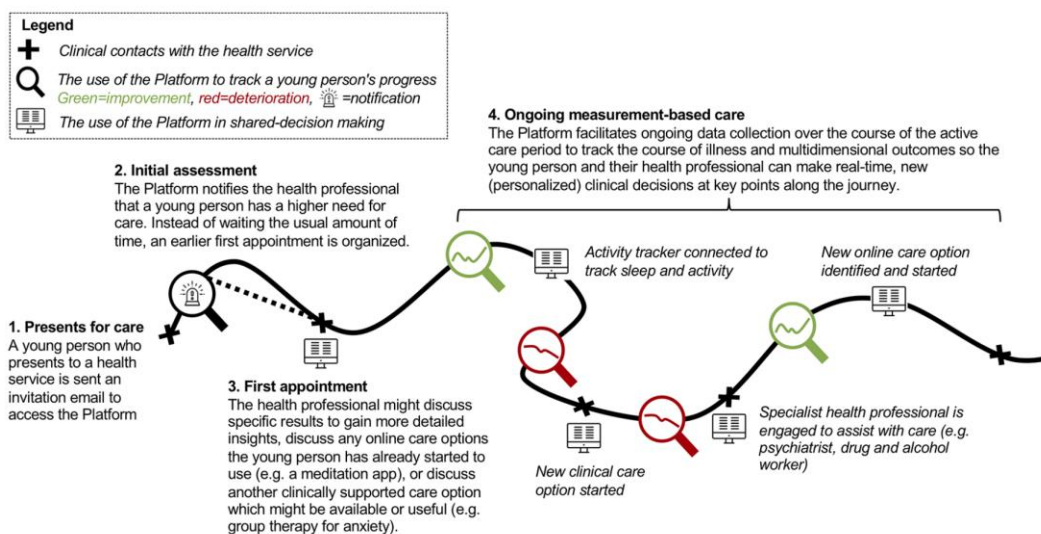 Legend
Clinical contacts with the health service
The use of the Platform to track a young person's progress
Green=improvement, red=deterioration, =notification
The use of the Platform in shared-decision making
4. Ongoing measurement-based care
The Platform facilitates ongoing data collection over the course of the active
care period to track the course of illness and multidimensional outcomes so the
young person and their health professional can make real-time, new
(personalized) clinical decisions at key points along the journey.
2. Initial assessment
The Platform notifies the health professional
that a young person has a higher need for
care. Instead of waiting the usual amount of
time, an earlier first appointment is organized.
Activity tracker connected to
track sleep and activity
New online care option
identified and started
1. Presents for care
A young person who
presents to a health
service is sent an
invitation email to
access the Platform
3. First appointment
The health professional might discuss
specific results to gain more detailed
insights, discuss any online care options
the young person has already started to
use (e.g. a meditation app), or discuss
another clinically supported care option
which might be available or useful (e.g.
group therapy for anxiety).
New clinical care
option started
Specialist health professional is
engaged to assist with care (e.g.
psychiatrist, drug and alcohol
worker)